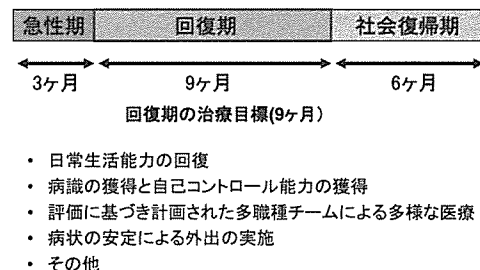 急性期 回復期 社会復帰期
3ヶ月 9ヶ月 6ヶ月
回復期の治療目標(9ヶ月)
• 日常生活能力の回復
• 病識の獲得と自己コントロール能力の獲得
• 評価に基づき計画された多職種チームによる多様な医療
• 病状の安定による外出の実施
• その他